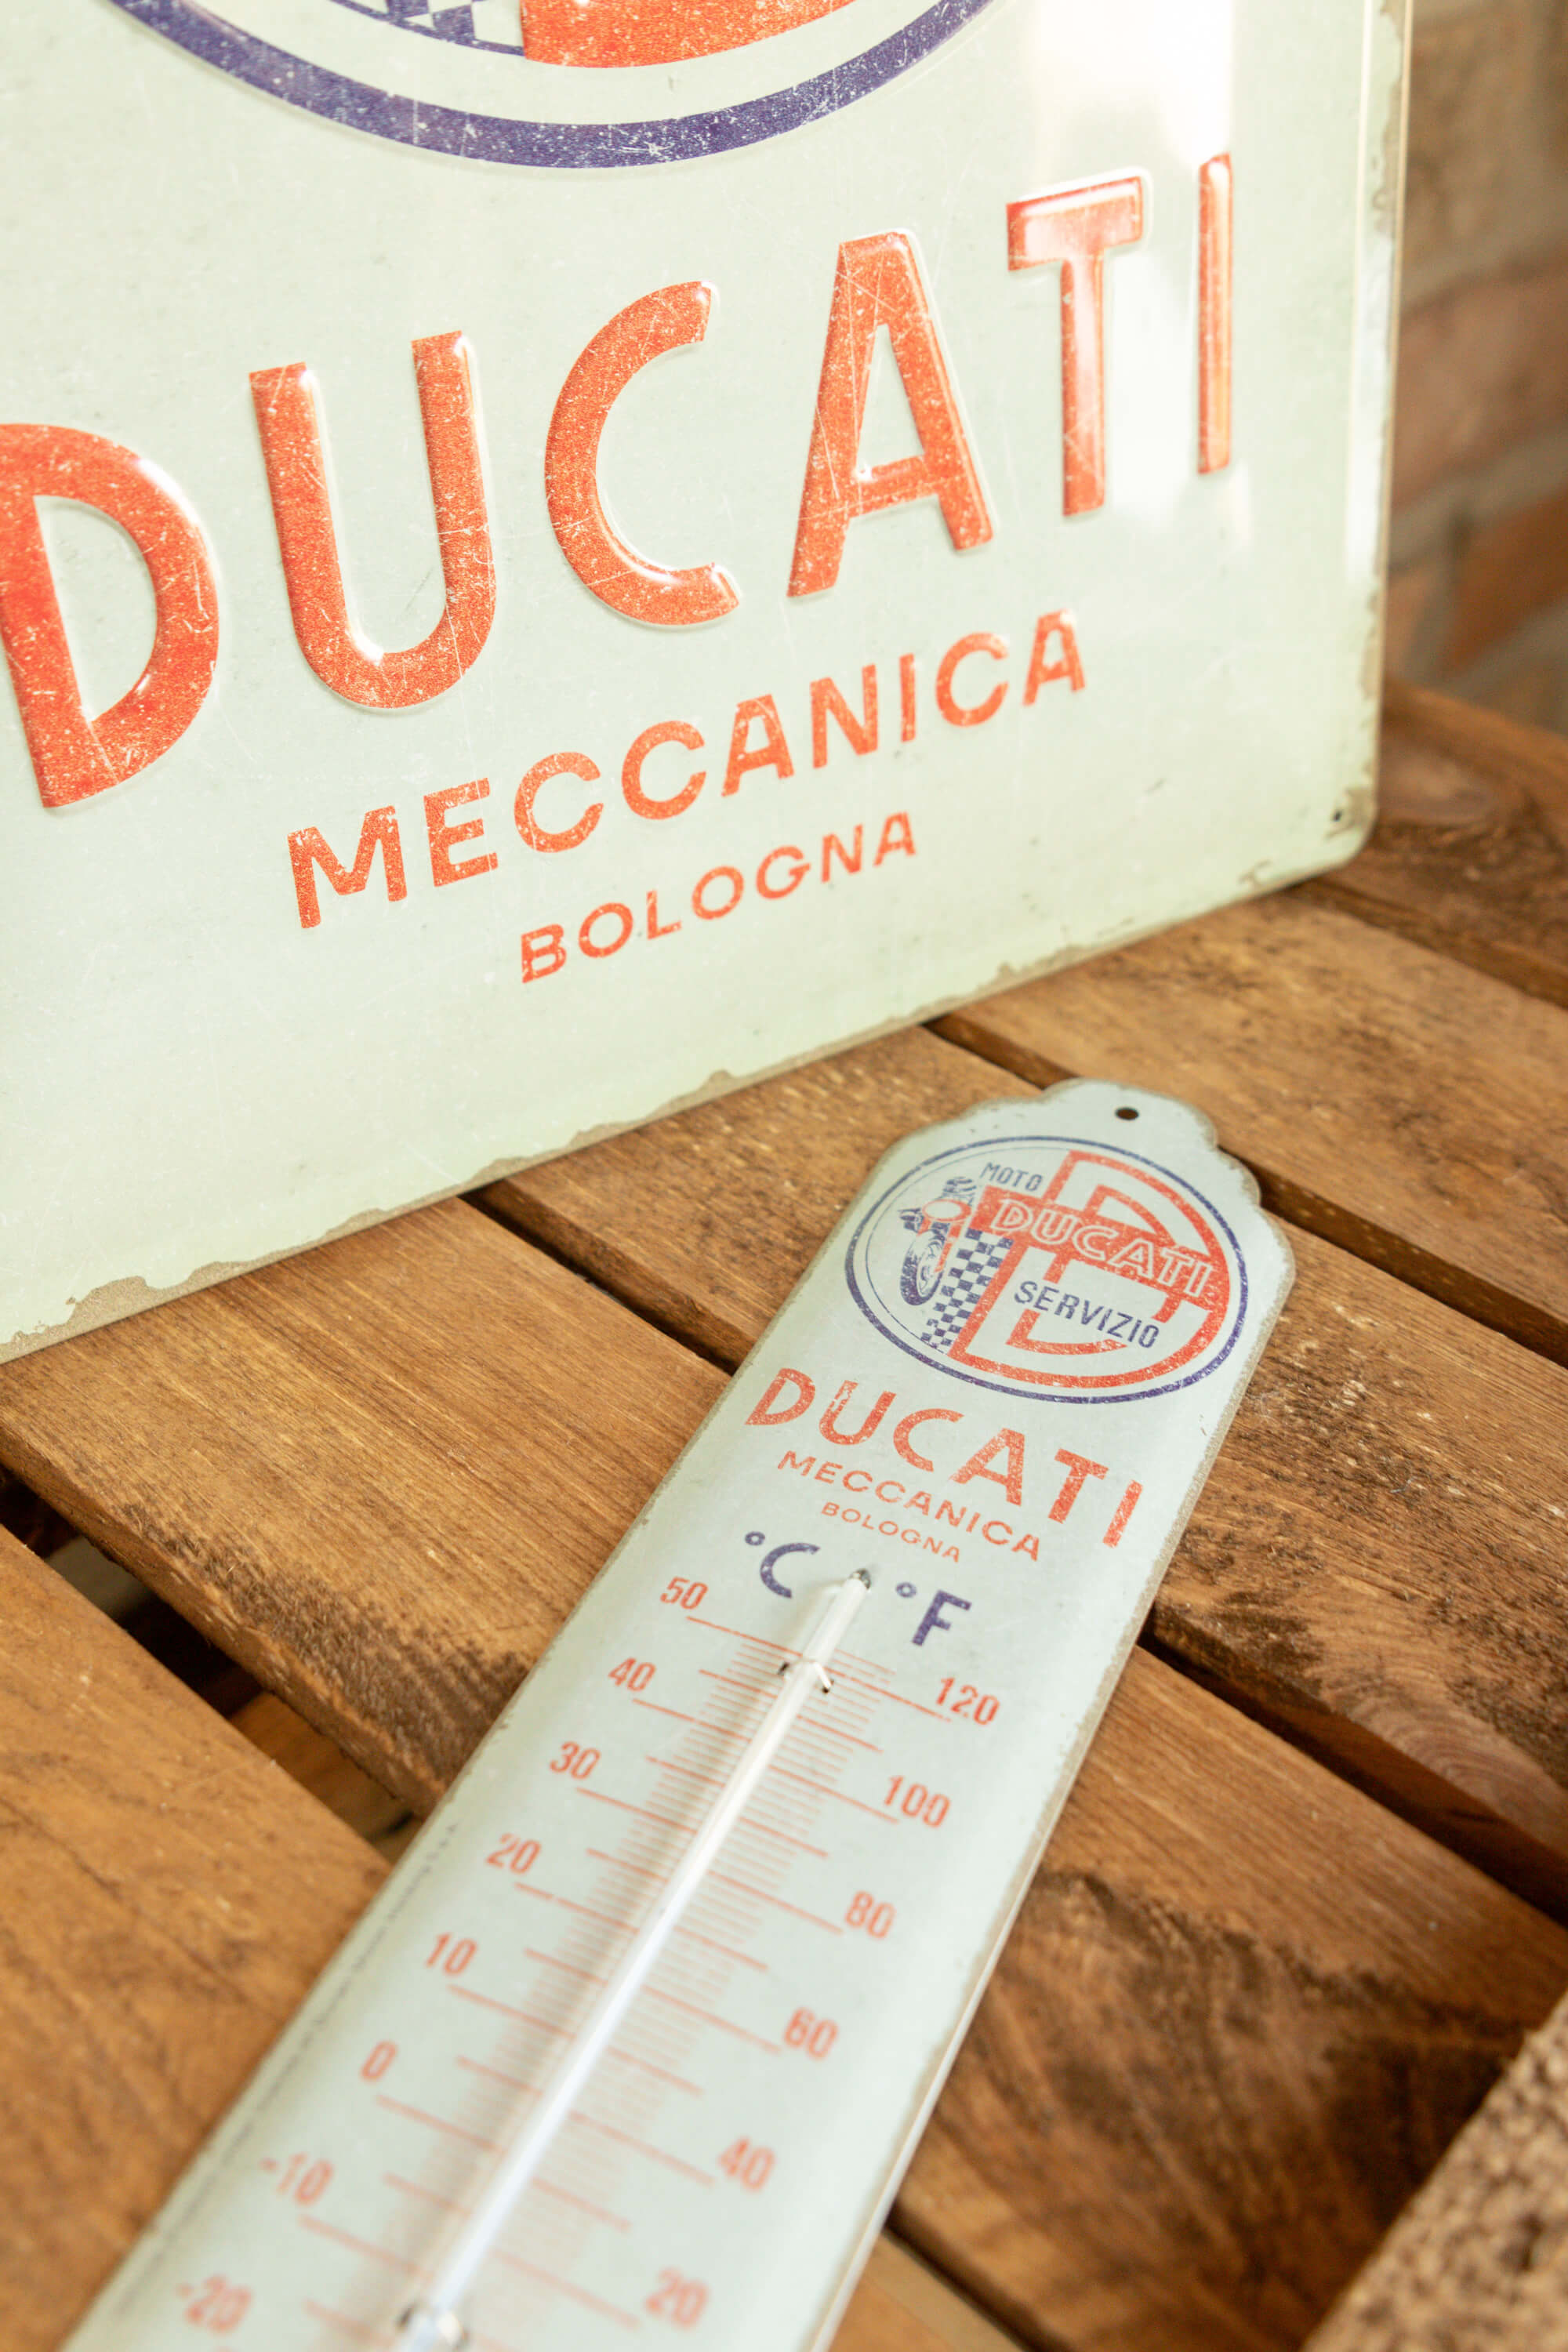 DUCATI
MECCANICA
BOLOGNA
MOTO
DUCATI
SERVIZIO
DUCATI
MECCANICA
BOLOGNA
°C °F
50
40 120
30 100
20 80
10 60
0 40
-10 20
-20